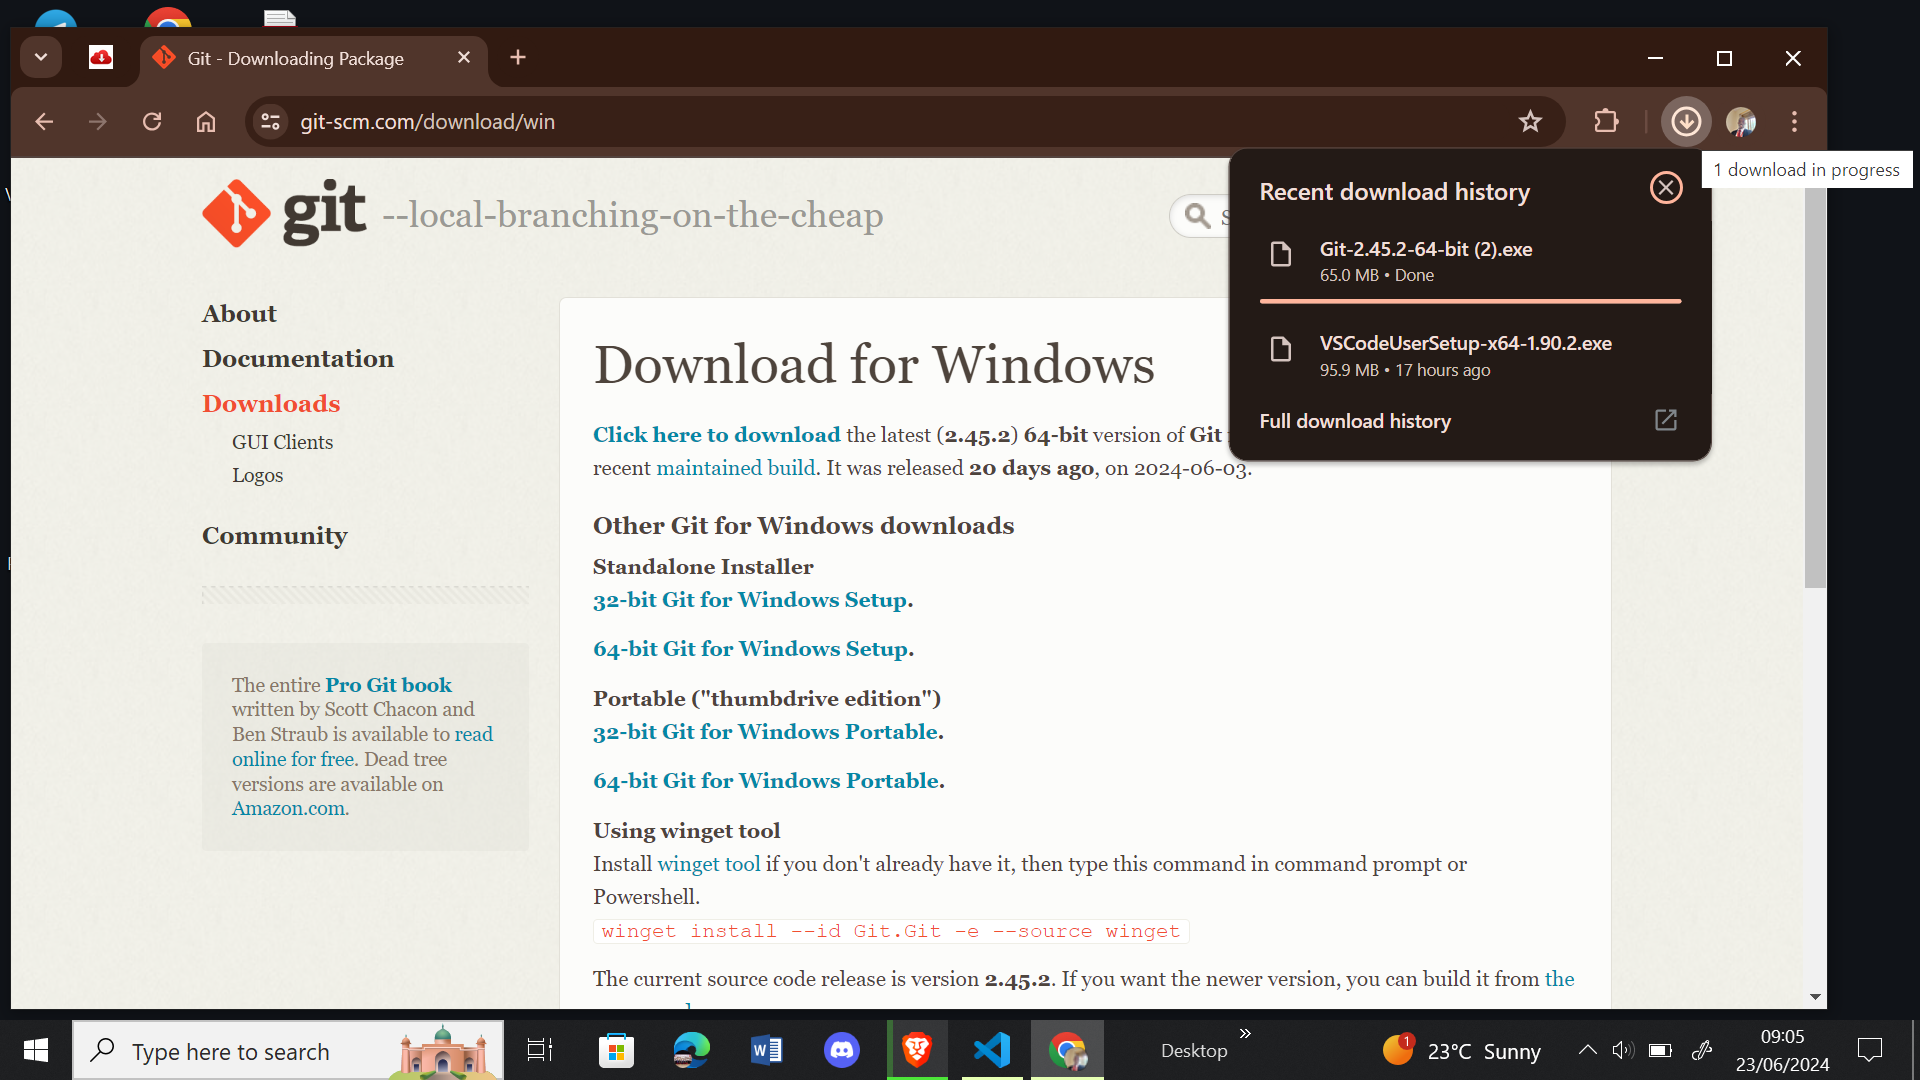 Git - Downloading Package
git-scm.com/download/win
1 download in progress
Recent download history
Git-2.45.2-64-bit (2).exe
65.0 MB • Done
VSCodeUserSetup-x64-1.90.2.exe
95.9 MB • 17 hours ago
Full download history
git --local-branching-on-the-cheap
S
About
Documentation
Downloads
GUI Clients
Logos
Community
The entire Pro Git book
written by Scott Chacon and
Ben Straub is available to read
online for free. Dead tree
versions are available on
Amazon.com.
Download for Windows
Click here to download the latest (2.45.2) 64-bit version of Git
recent maintained build. It was released 20 days ago, on 2024-06-03.
Other Git for Windows downloads
Standalone Installer
32-bit Git for Windows Setup.
64-bit Git for Windows Setup.
Portable ("thumbdrive edition")
32-bit Git for Windows Portable.
64-bit Git for Windows Portable.
Using winget tool
Install winget tool if you don't already have it, then type this command in command prompt or
Powershell.
winget install --id Git.Git -e --source winget
The current source code release is version 2.45.2. If you want the newer version, you can build it from the
Type here to search
Desktop
1
23°C Sunny
09:05
23/06/2024